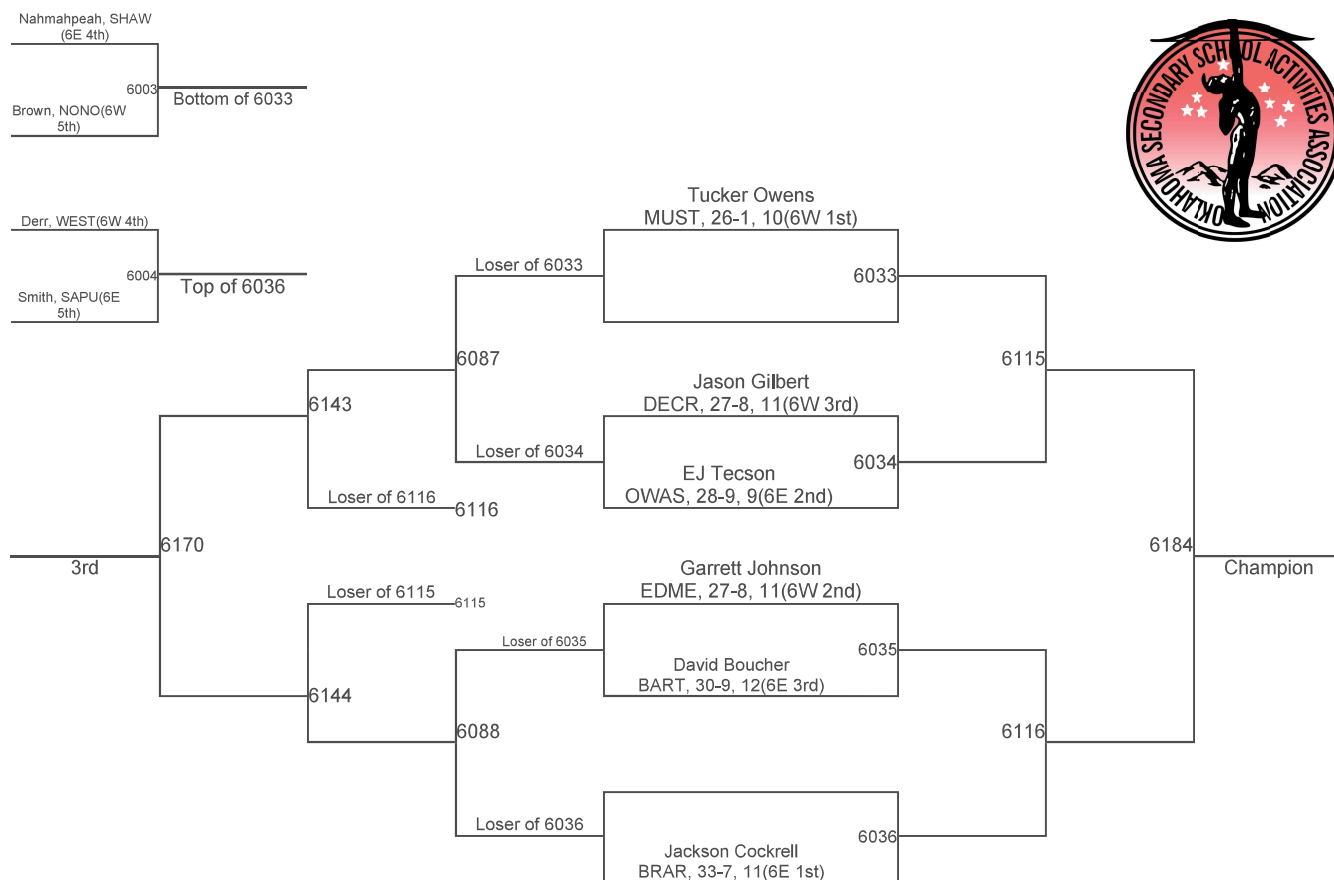 Nahmahpeah, SHAW
(6E 4th)
6003
Bottom of 6033
Brown, NONO(6W
5th)
OKLAHOMA SECONDARY SCHOOL ACTIVITIES ASSOCIATION
Derr, WEST(6W 4th)
6004
Top of 6036
Smith, SAPU(6E
5th)
Tucker Owens
MUST, 26-1, 10(6W 1st)
Loser of 6033
6033
6087
6115
Jason Gilbert
DECR, 27-8, 11(6W 3rd)
6143
Loser of 6034
6034
EJ Tecson
OWAS, 28-9, 9(6E 2nd)
Loser of 6116
6116
6170
3rd
6184
Champion
Garrett Johnson
EDME, 27-8, 11(6W 2nd)
Loser of 6115
6115
Loser of 6035
6035
David Boucher
BART, 30-9, 12(6E 3rd)
6144
6088
6116
Loser of 6036
6036
Jackson Cockrell
BRAR, 33-7, 11(6E 1st)